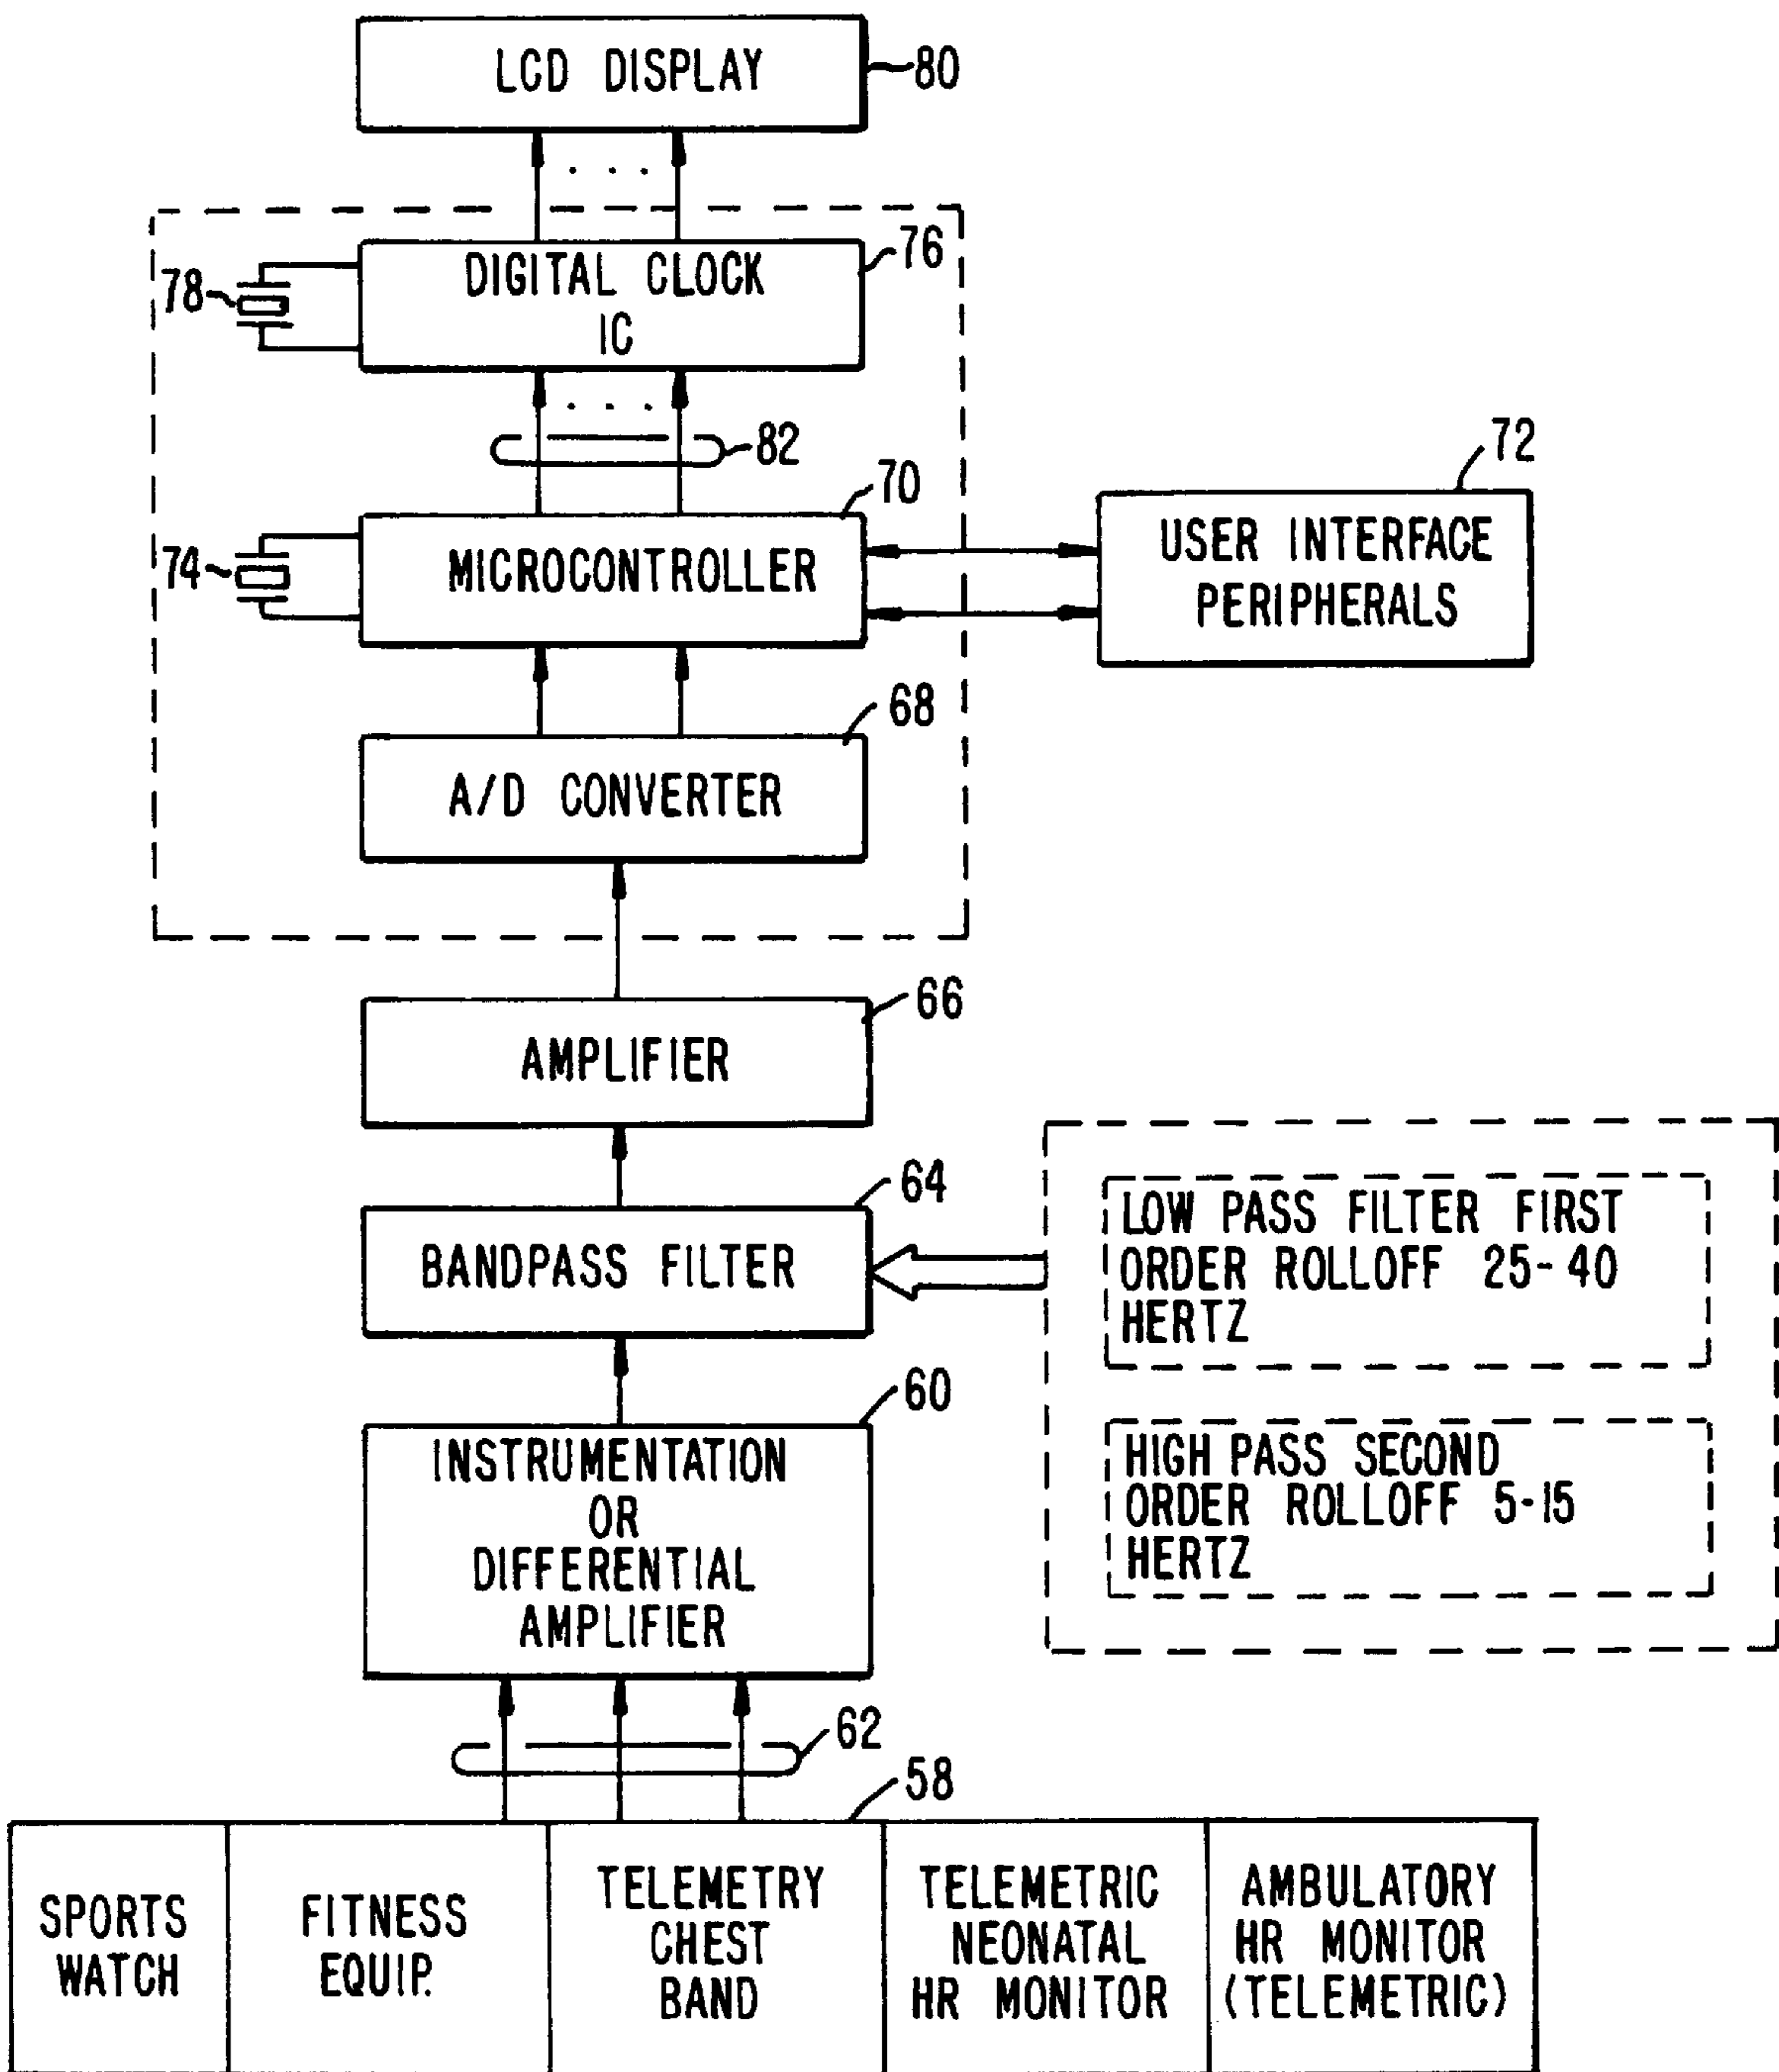 LCD DISPLAY
80
DIGITAL CLOCK
IC
76
78
82
70
MICROCONTROLLER
74
72
USER INTERFACE
PERIPHERALS
68
A/D CONVERTER
66
AMPLIFIER
64
BANDPASS FILTER
LOW PASS FILTER FIRST
ORDER ROLLOFF 25-40
HERTZ
HIGH PASS SECOND
ORDER ROLLOFF 5-15
HERTZ
60
INSTRUMENTATION
OR
DIFFERENTIAL
AMPLIFIER
62
58
SPORTS
WATCH
FITNESS
EQUIP.
TELEMETRY
CHEST
BAND
TELEMETRIC
NEONATAL
HR MONITOR
AMBULATORY
HR MONITOR
(TELEMETRIC)